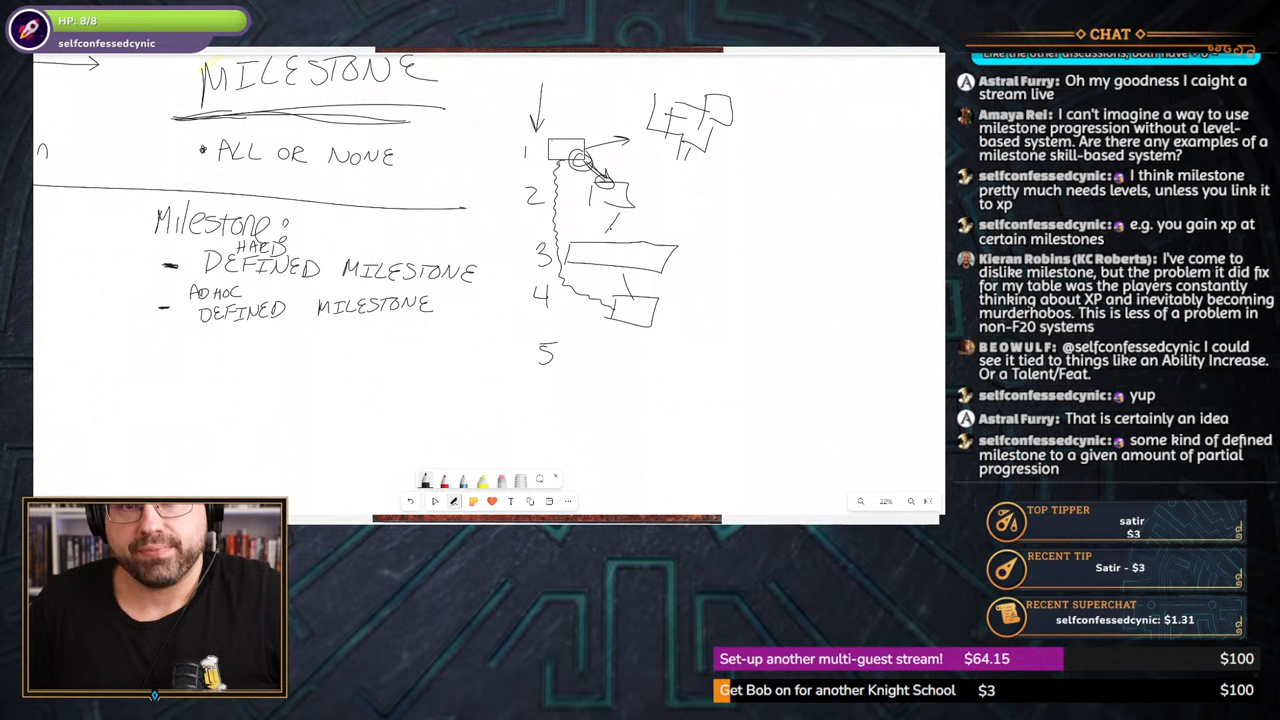 HP: 8/8
selfconfessedcynic
MILESTONE
• ALL OR NONE
n
Milestone:
HARD
- DEFINED MILESTONE
AD HOC
- DEFINED MILESTONE
1
2
3
4
5
22%
CHAT
Like the other discussions, both have
Astral Furry: Oh my goodness I caight a
stream live
Amaya Rei: I can't imagine a way to use
milestone progression without a level-
based system. Are there any examples of
a milestone skill-based system?
selfconfessedcynic: I think milestone
pretty much needs levels, unless you link it
to xp
selfconfessedcynic: e.g. you gain xp at
certain milestones
Kieran Robins (KC Roberts): I've come to
dislike milestone, but the problem it did fix
for my table was the players constantly
thinking about XP and inevitably becoming
murderhobos. This is less of a problem in
non-F20 systems
BEOWULF: @selfconfessedcynic I could
see it tied to things like an Ability Increase.
Or a Talent/Feat.
selfconfessedcynic: yup
Astral Furry: That is certainly an idea
selfconfessedcynic: some kind of defined
milestone to a given amount of partial
progression
TOP TIPPER
satir
$3
RECENT TIP
Satir - $3
RECENT SUPERCHAT
selfconfessedcynic: $1.31
Set-up another multi-guest stream! $64.15 $100
Get Bob on for another Knight School $3 $100